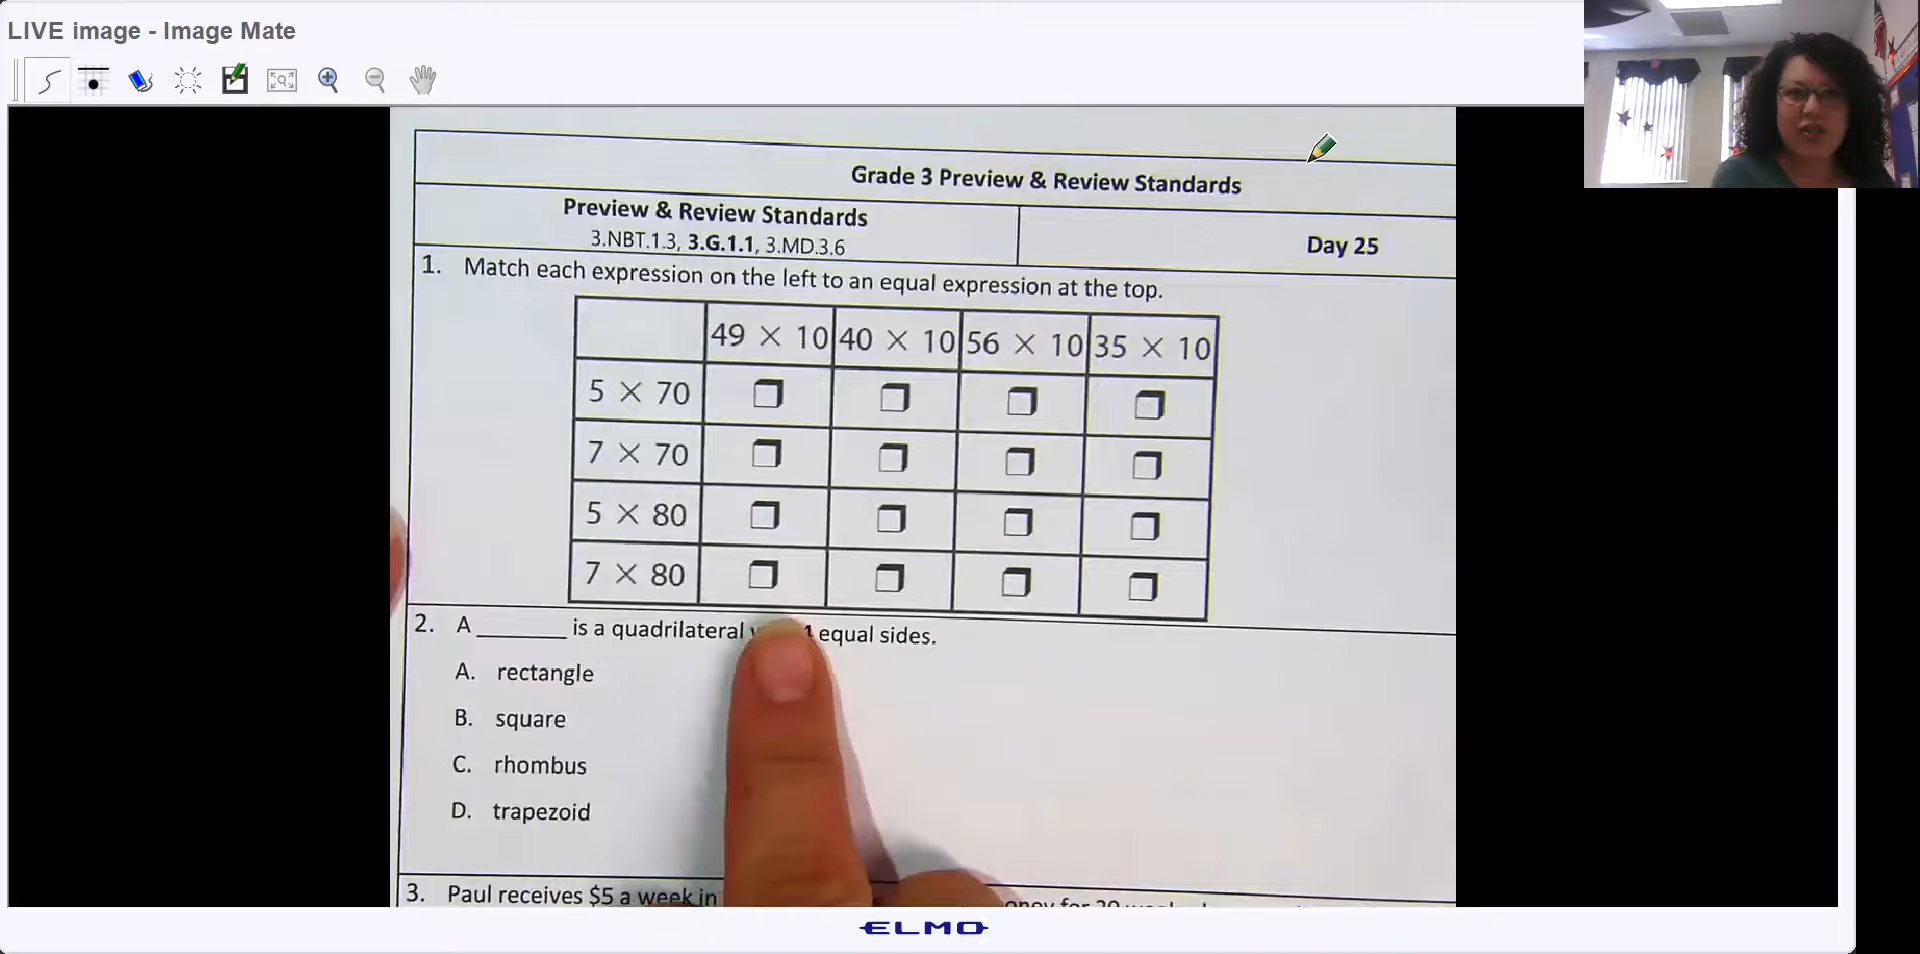 LIVE image - Image Mate
Grade 3 Preview & Review Standards
Preview & Review Standards
3.NBT.1.3, 3.G.1.1, 3.MD.3.6
Day 25
1. Match each expression on the left to an equal expression at the top.
49 × 10 40 × 10 56 × 10 35 × 10
5 × 70
7 × 70
5 × 80
7 × 80
2. A ______ is a quadrilateral equal sides.
A. rectangle
B. square
C. rhombus
D. trapezoid
3. Paul receives $5 a week in
ELMO